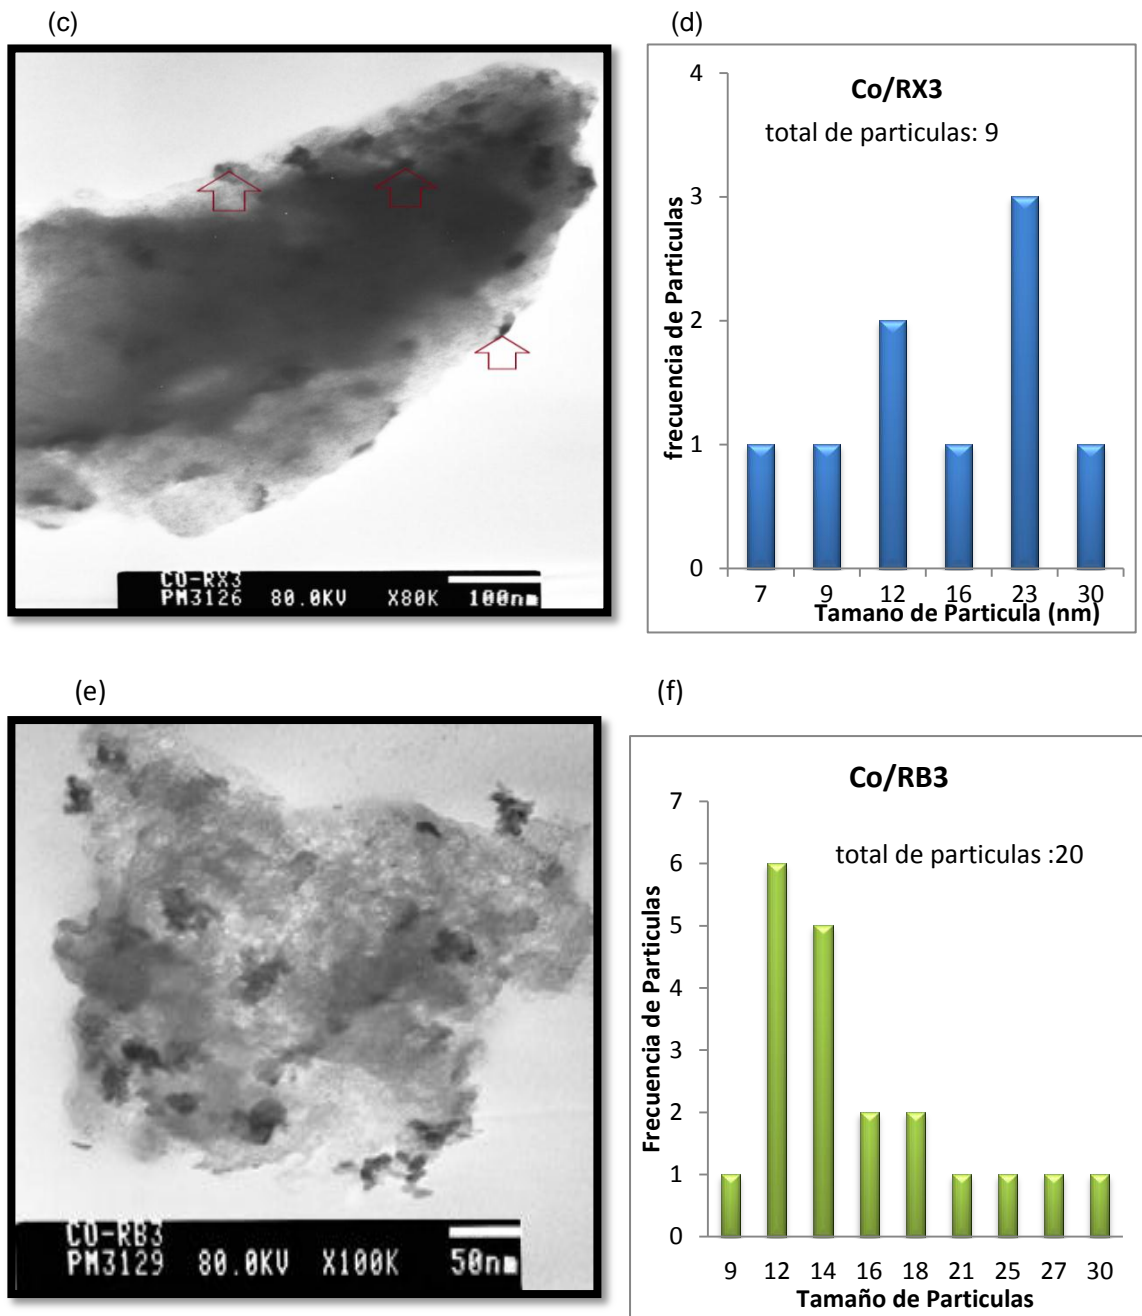 (c)
(d)
Co/RX3
total de particulas: 9
frecuencia de Particulas
4
3
2
1
0
7 9 12 16 23 30
Tamano de Particula (nm)
CO-RX3
PM3126 80.0KV X80K 100nm
(e)
(f)
Co/RB3
total de particulas :20
Frecuencia de Particulas
7
6
5
4
3
2
1
0
9 12 14 16 18 21 25 27 30
Tamaño de Particulas
CO-RB3
PM3129 80.0KV X100K 50nm